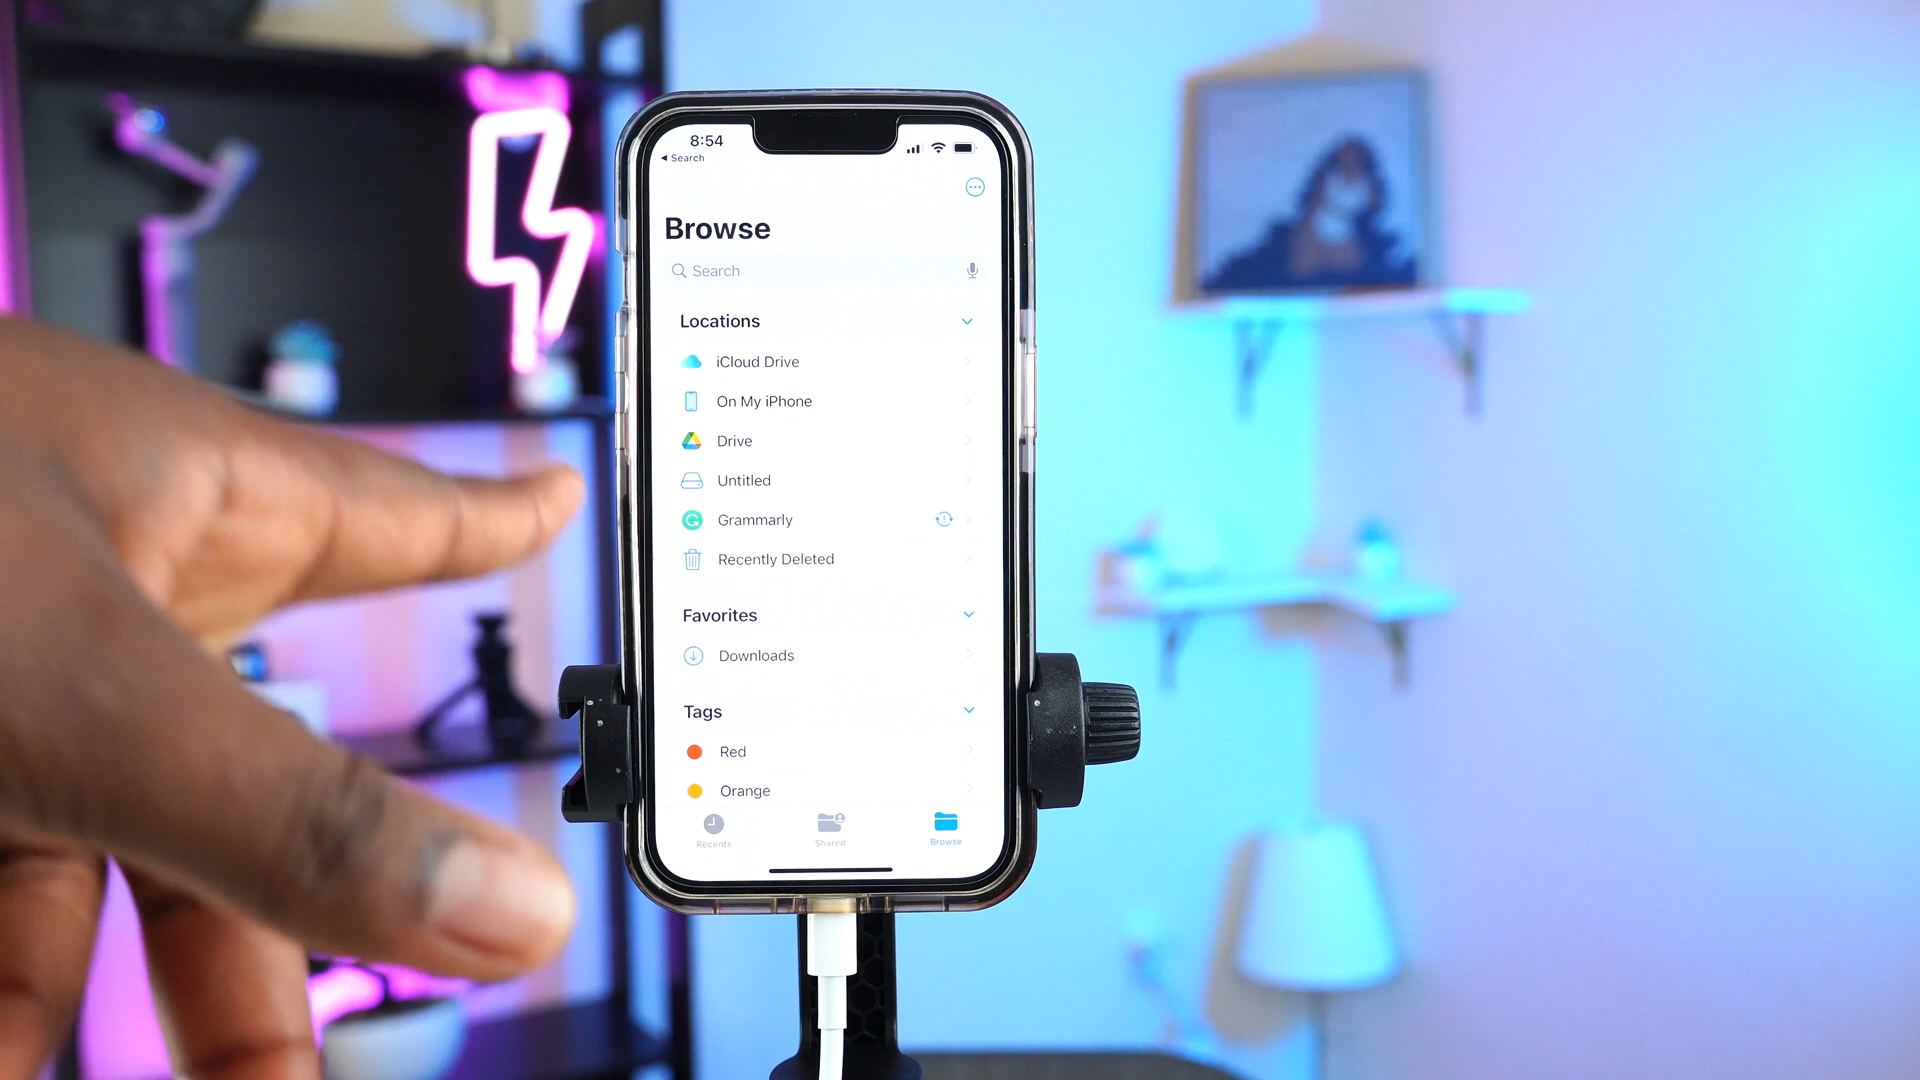 8:54
◀ Search
Browse
Search
Locations
iCloud Drive
On My iPhone
Drive
Untitled
Grammarly
Recently Deleted
Favorites
Downloads
Tags
Red
Orange
Recents Shared Browse